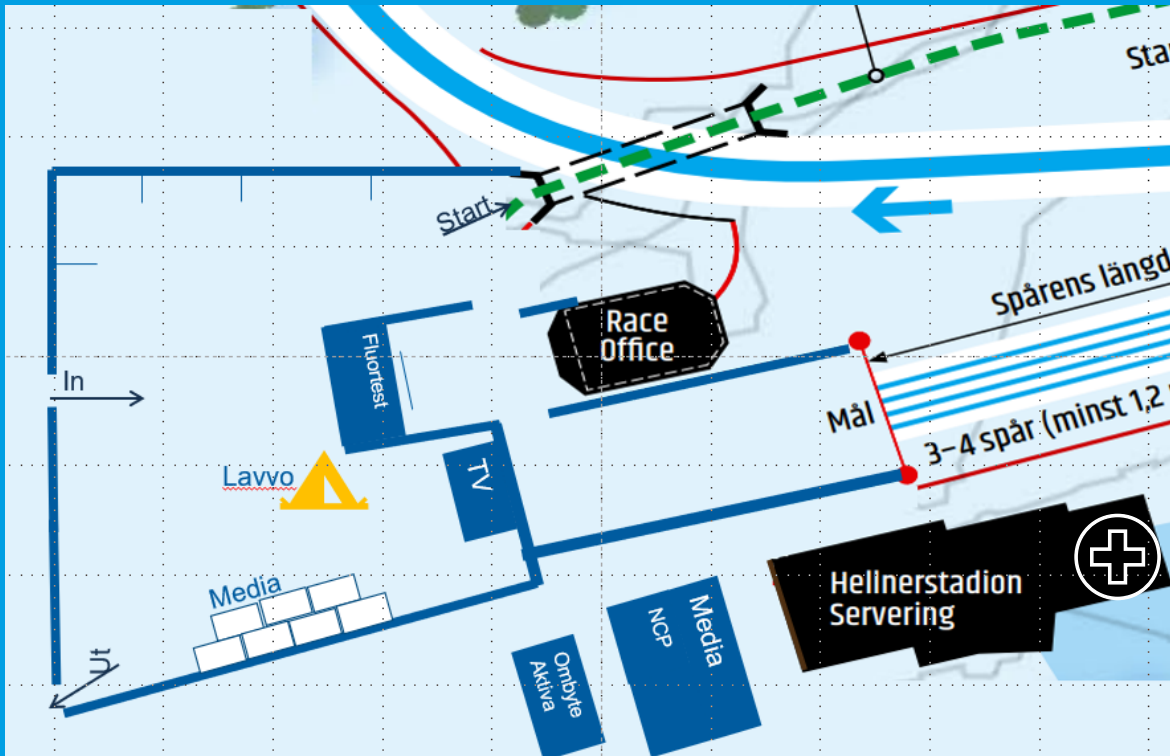 Sta
Start
Spårens längd
Race
Office
Fluortest
In
Mål
3–4 spår (minst 1,2
TV
Lavvo
Media
Hellnerstadion
Servering
Media
NCP
Ombyte
Aktiva
Ut